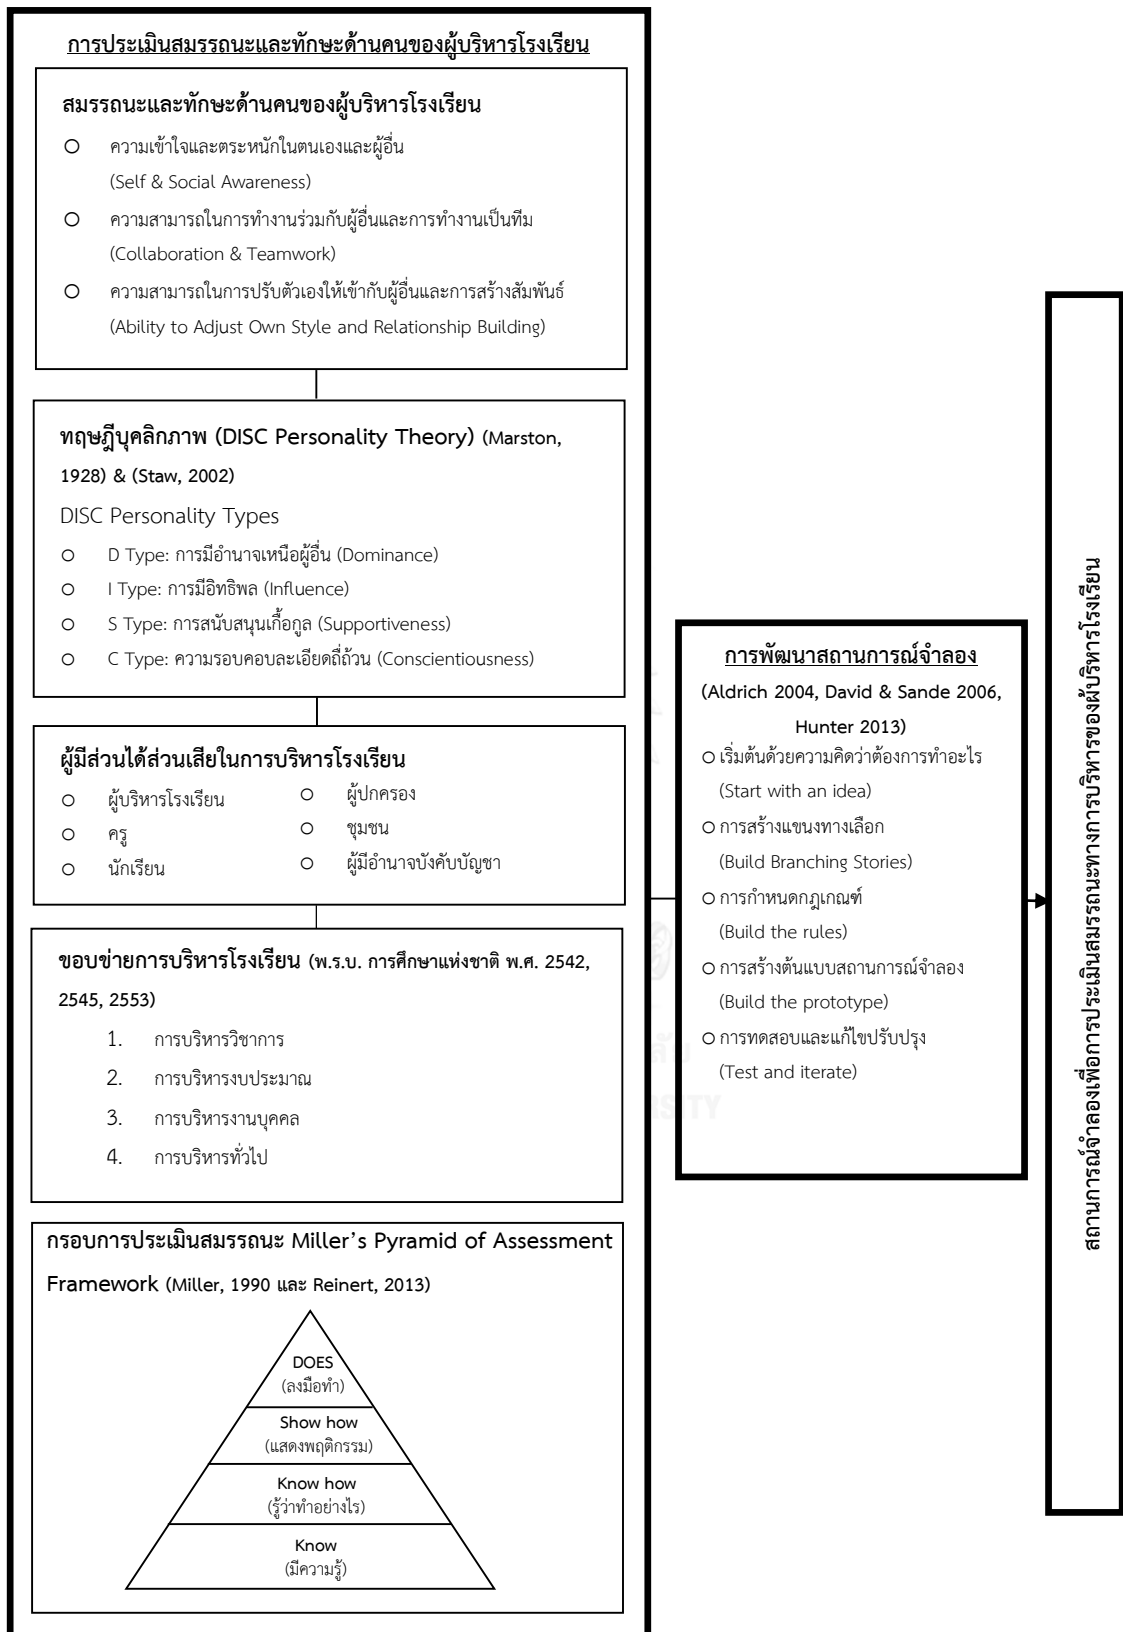 การประเมินสมรรถนะและทักษะด้านคนของผู้บริหารโรงเรียน
สมรรถนะและทักษะด้านคนของผู้บริหารโรงเรียน
ความเข้าใจและตระหนักในตนเองและผู้อื่น
(Self & Social Awareness)
ความสามารถในการทำงานร่วมกับผู้อื่นและการทำงานเป็นทีม
(Collaboration & Teamwork)
ความสามารถในการปรับตัวเองให้เข้ากับผู้อื่นและการสร้างสัมพันธ์
(Ability to Adjust Own Style and Relationship Building)
ทฤษฎีบุคลิกภาพ (DISC Personality Theory) (Marston,
1928) & (Staw, 2002)
DISC Personality Types
D Type: การมีอำนาจเหนือผู้อื่น (Dominance)
I Type: การมีอิทธิพล (Influence)
S Type: การสนับสนุนเกื้อกูล (Supportiveness)
C Type: ความรอบคอบละเอียดถี่ถ้วน (Conscientiousness)
ผู้มีส่วนได้ส่วนเสียในการบริหารโรงเรียน
ผู้บริหารโรงเรียน
ครู
นักเรียน
ผู้ปกครอง
ชุมชน
ผู้มีอำนาจบังคับบัญชา
ขอบข่ายการบริหารโรงเรียน (พ.ร.บ. การศึกษาแห่งชาติ พ.ศ. 2542,
2545, 2553)
1. การบริหารวิชาการ
2. การบริหารงบประมาณ
3. การบริหารงานบุคคล
4. การบริหารทั่วไป
กรอบการประเมินสมรรถนะ Miller's Pyramid of Assessment
Framework (Miller, 1990 และ Reinert, 2013)
DOES
(ลงมือทำ)
Show how
(แสดงพฤติกรรม)
Know how
(รู้ว่าทำอย่างไร)
Know
(มีความรู้)
การพัฒนาสถานการณ์จำลอง
(Aldrich 2004, David & Sande 2006,
Hunter 2013)
เริ่มต้นด้วยความคิดว่าต้องการทำอะไร
(Start with an idea)
การสร้างแขนงทางเลือก
(Build Branching Stories)
การกำหนดกฎเกณฑ์
(Build the rules)
การสร้างต้นแบบสถานการณ์จำลอง
(Build the prototype)
การทดสอบและแก้ไขปรับปรุง
(Test and iterate)
สถานการณ์จำลองเพื่อการประเมินสมรรถนะทางการบริหารของผู้บริหารโรงเรียน